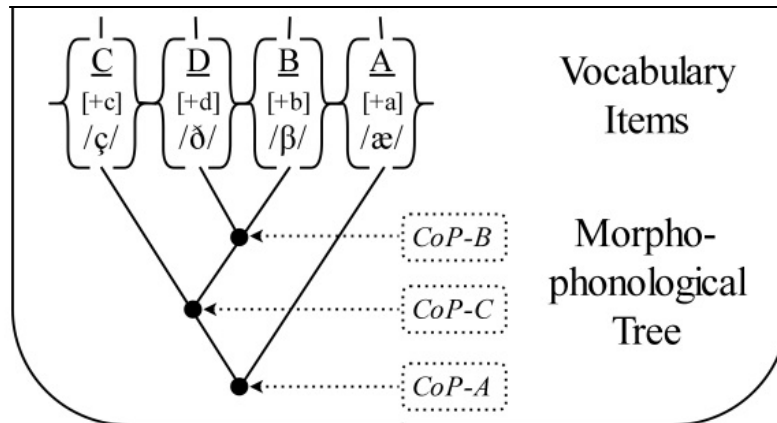 C D B A
[+c] [+d] [+b] [+a]
/ç/ /ð/ /β/ /æ/
Vocabulary
Items
CoP-B
CoP-C
CoP-A
Morpho-
phonological
Tree